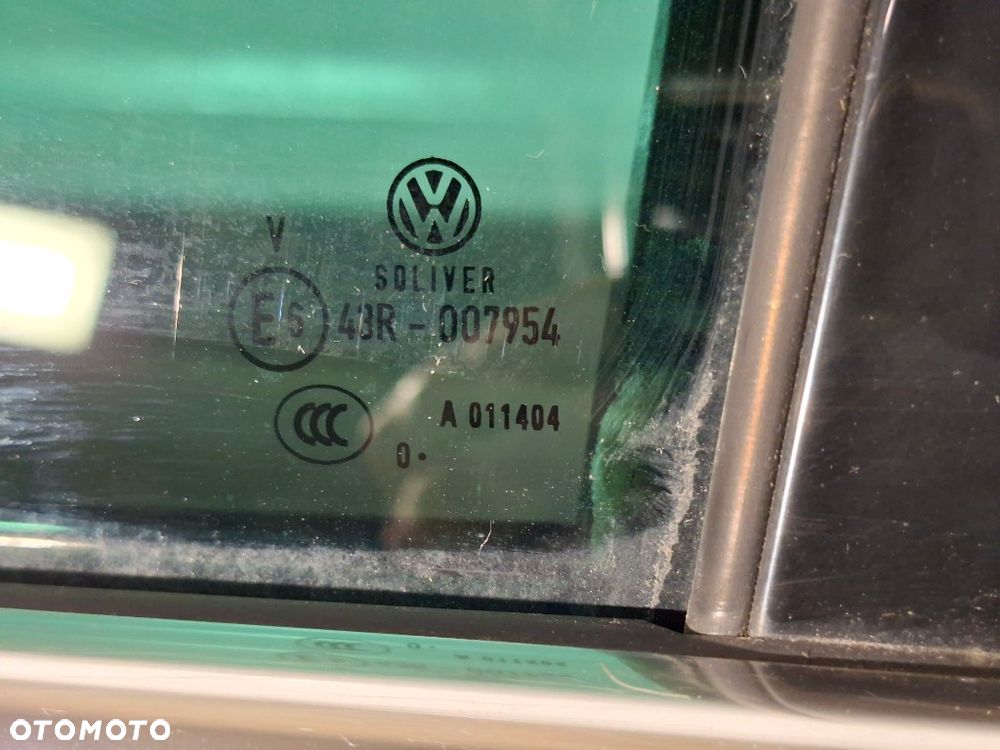 VW
V
SOLIVER
E6 43R-007954
CCC
A 011404
0.
OTOMOTO